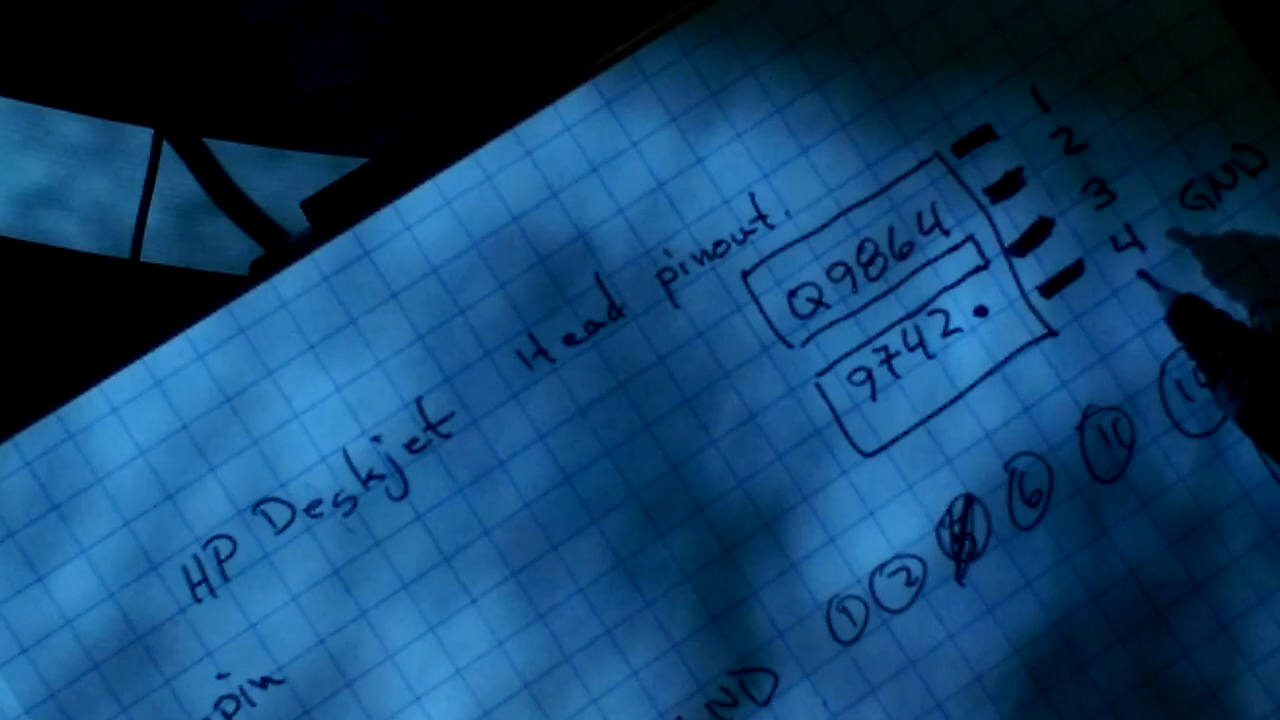 HP Deskjet Head pinout.
Q9864
9742.
1
2
3
4
GND
1 2 6 10
pin